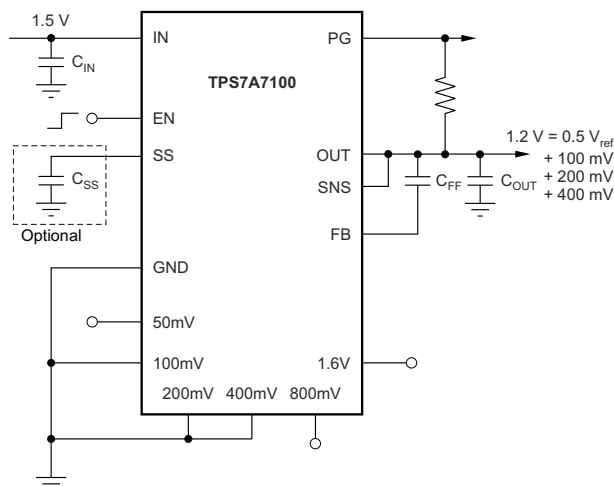 1.5 V
IN
PG
C_IN
TPS7A7100
EN
SS
OUT
1.2 V = 0.5 V_ref
+ 100 mV
+ 200 mV
+ 400 mV
C_SS
SNS
C_FF
C_OUT
Optional
FB
GND
50mV
100mV
1.6V
200mV 400mV 800mV